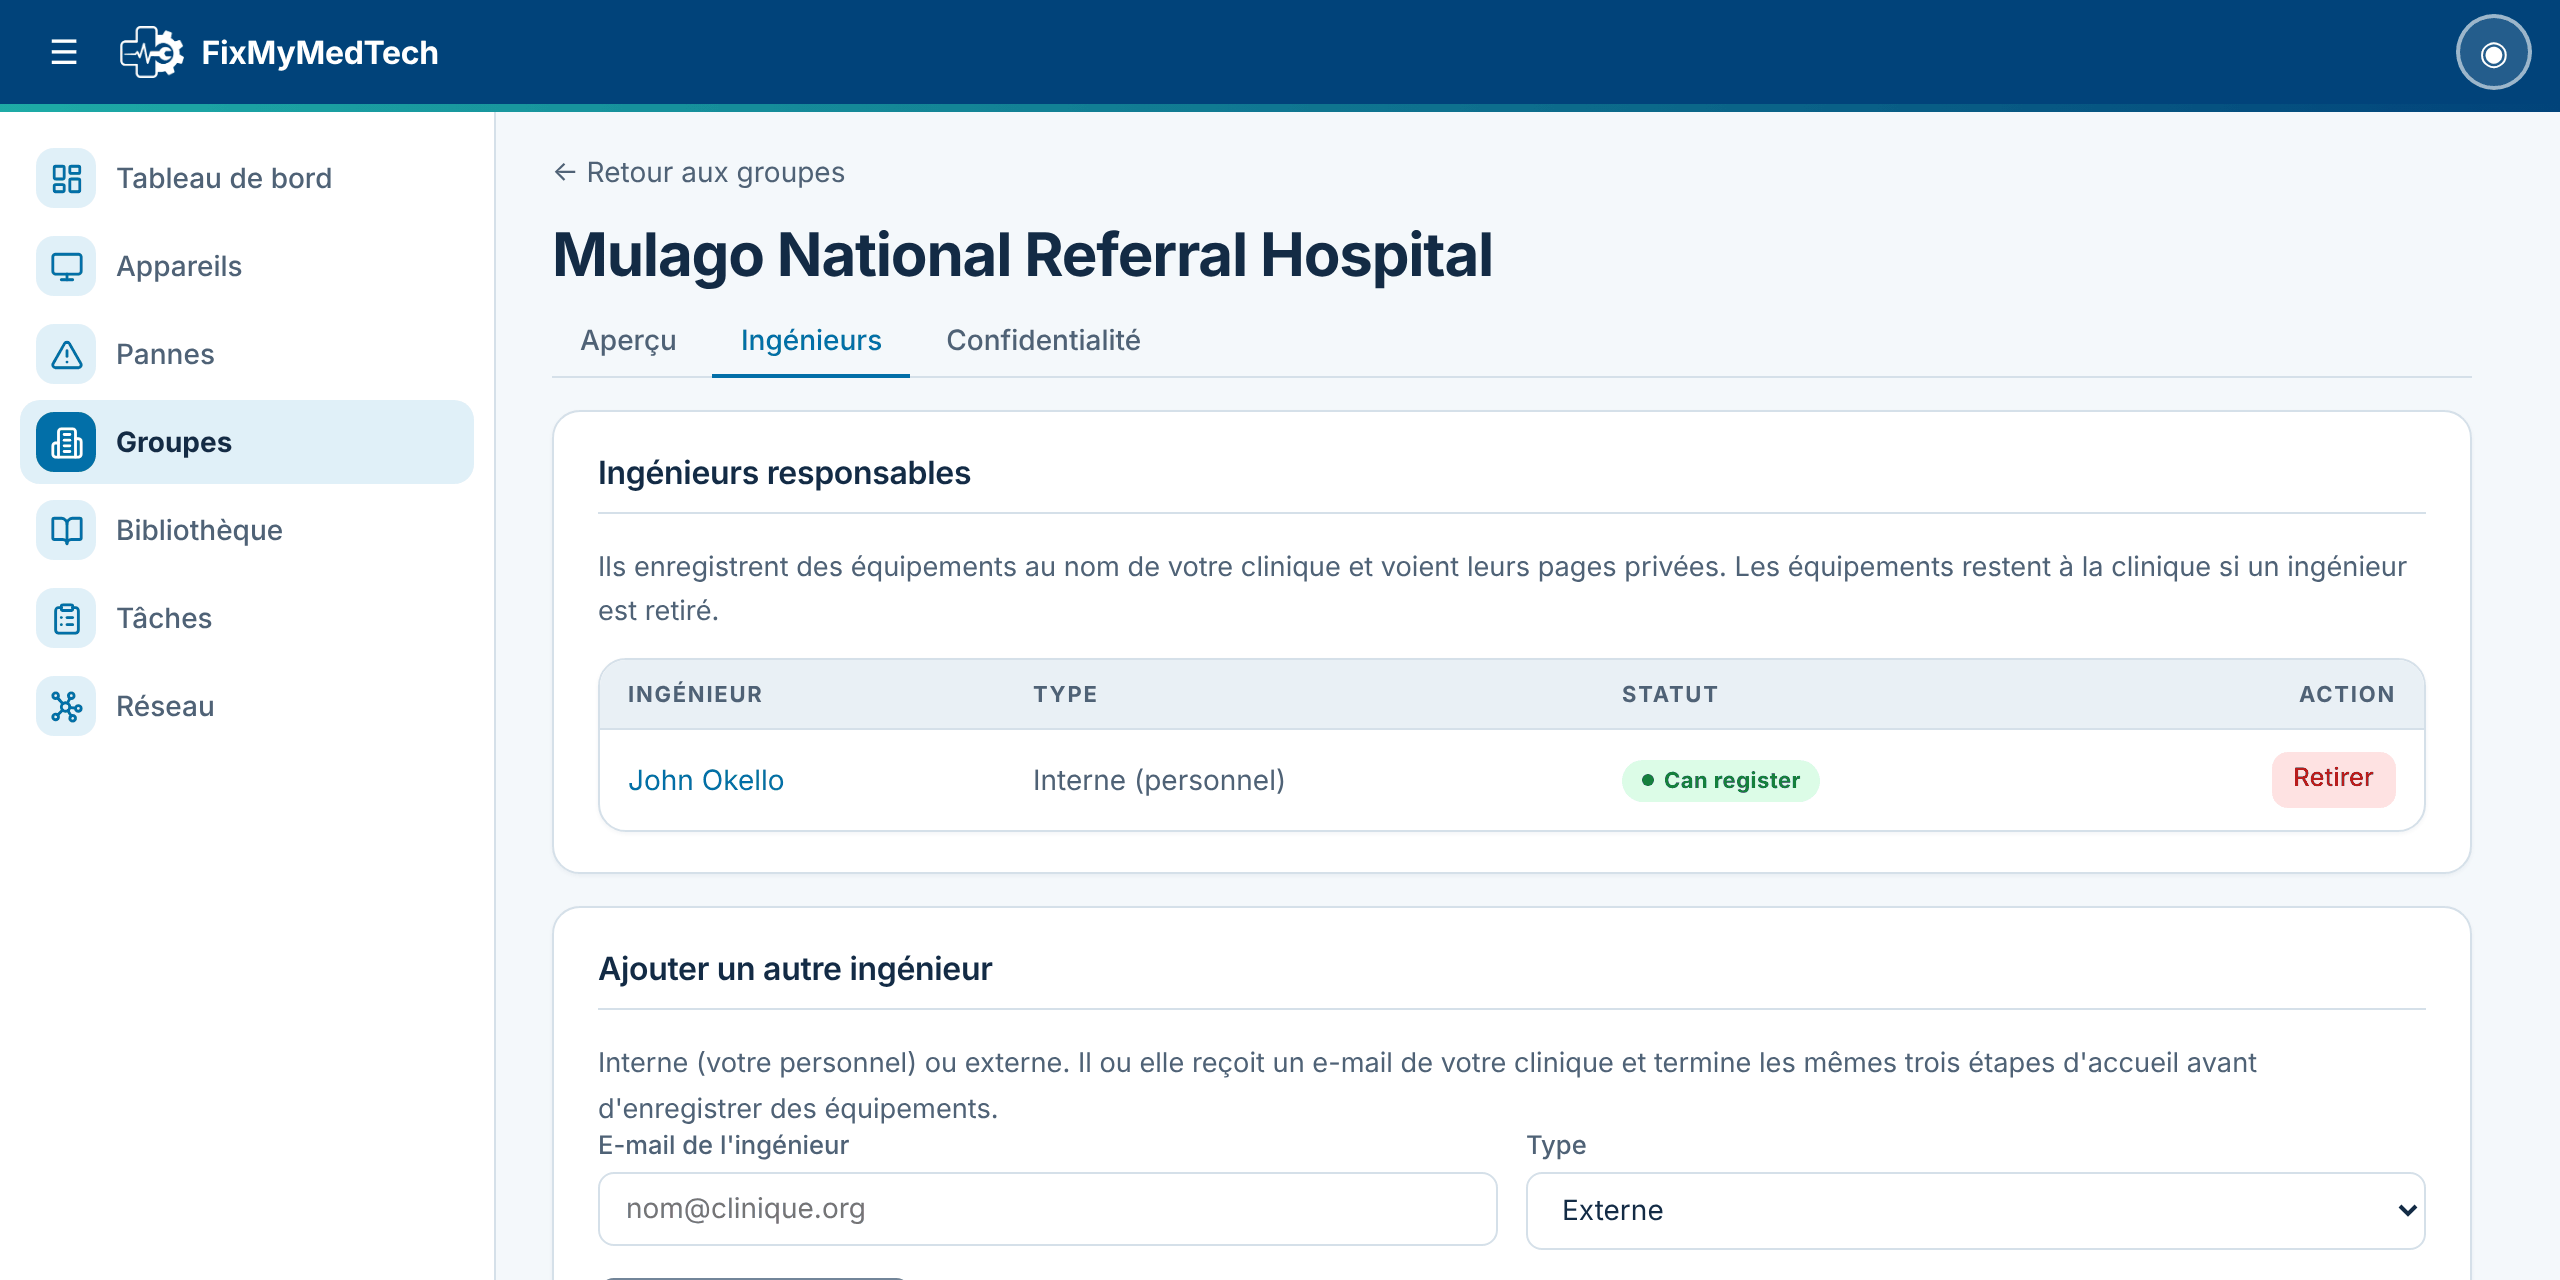 FixMyMedTech
Tableau de bord
Appareils
Pannes
Groupes
Bibliothèque
Tâches
Réseau
← Retour aux groupes
Mulago National Referral Hospital
Aperçu Ingénieurs Confidentialité
Ingénieurs responsables
Ils enregistrent des équipements au nom de votre clinique et voient leurs pages privées. Les équipements restent à la clinique si un ingénieur
est retiré.
INGÉNIEUR TYPE STATUT ACTION
John Okello Interne (personnel) Can register Retirer
Ajouter un autre ingénieur
Interne (votre personnel) ou externe. Il ou elle reçoit un e-mail de votre clinique et termine les mêmes trois étapes d'accueil avant
d'enregistrer des équipements.
E-mail de l'ingénieur Type
nom@clinique.org Externe